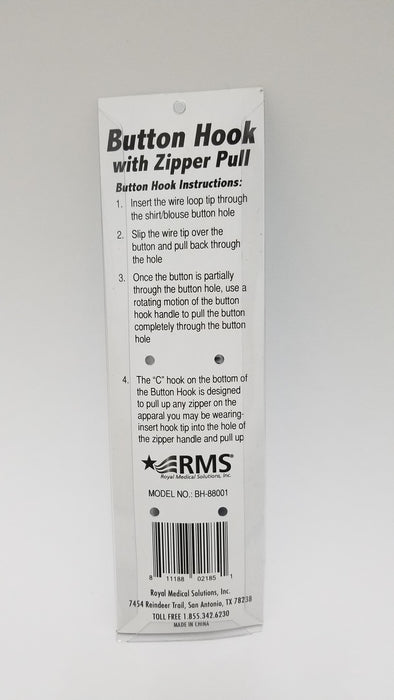 Button Hook
with Zipper Pull
Button Hook Instructions:
1. Insert the wire loop tip through
the shirt/blouse button hole
2. Slip the wire tip over the
button and pull back through
the hole
3. Once the button is partially
through the button hole, use a
rotating motion of the button
hook handle to pull the button
completely through the button
hole
4. The "C" hook on the bottom of
the Button Hook is designed
to pull up any zipper on the
apparal you may be wearing-
insert hook tip into the hole of
the zipper handle and pull up
RMS®
Royal Medical Solutions, Inc.
MODEL NO.: BH-88001
8 11188 02185 1
Royal Medical Solutions, Inc.
7454 Reindeer Trail, San Antonio, TX 78238
TOLL FREE 1.855.342.6230
MADE IN CHINA